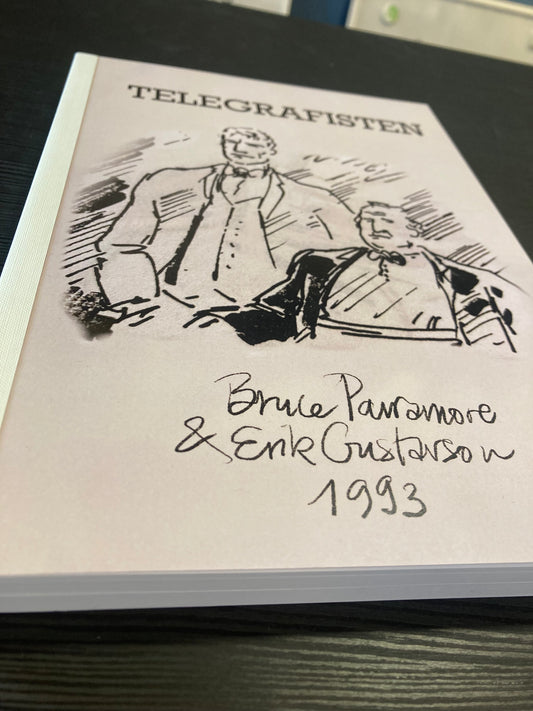 TELEGRAFISTEN
Bruce Parramore
& Erik Gustavson
1993